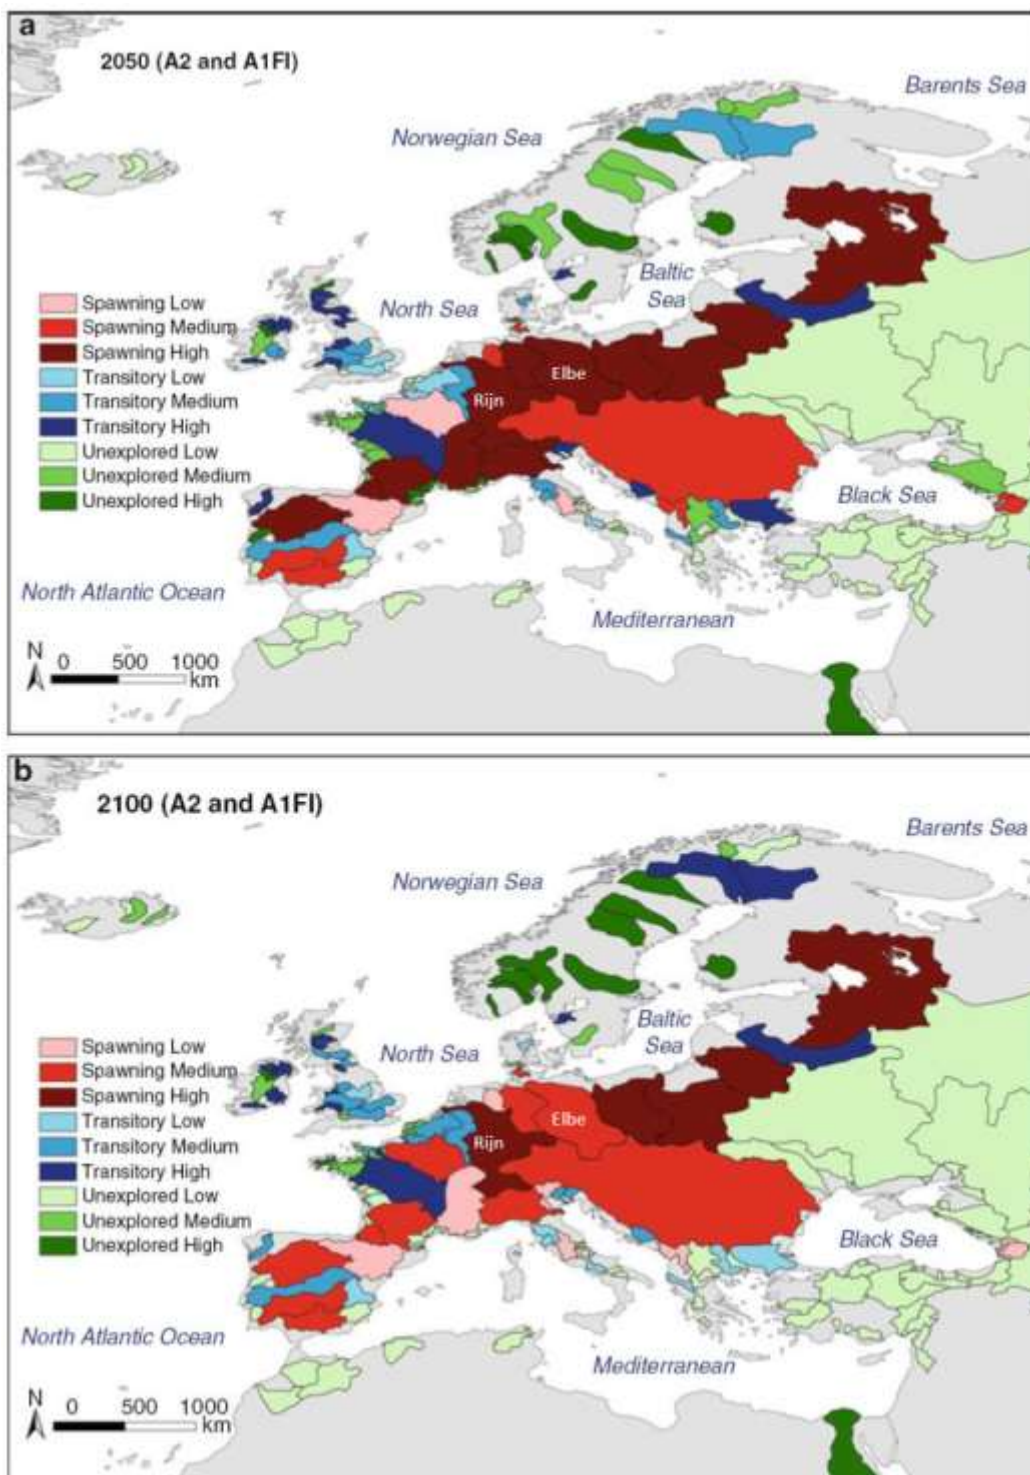 a
2050 (A2 and A1FI)
Barents Sea
Norwegian Sea
Baltic
Sea
North Sea
Spawning Low
Spawning Medium
Spawning High
Transitory Low
Transitory Medium
Transitory High
Unexplored Low
Unexplored Medium
Unexplored High
Elbe
Rijn
Black Sea
North Atlantic Ocean
Mediterranean
N
0 500 1000
km
b
2100 (A2 and A1FI)
Barents Sea
Norwegian Sea
Baltic
Sea
North Sea
Spawning Low
Spawning Medium
Spawning High
Transitory Low
Transitory Medium
Transitory High
Unexplored Low
Unexplored Medium
Unexplored High
Elbe
Rijn
Black Sea
North Atlantic Ocean
Mediterranean
N
0 500 1000
km